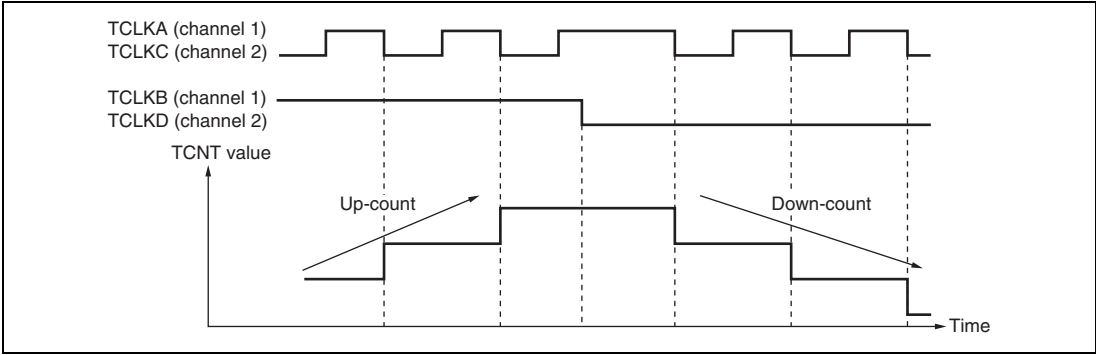 TCLKA (channel 1)
TCLKC (channel 2)
TCLKB (channel 1)
TCLKD (channel 2)
TCNT value
Up-count
Down-count
Time